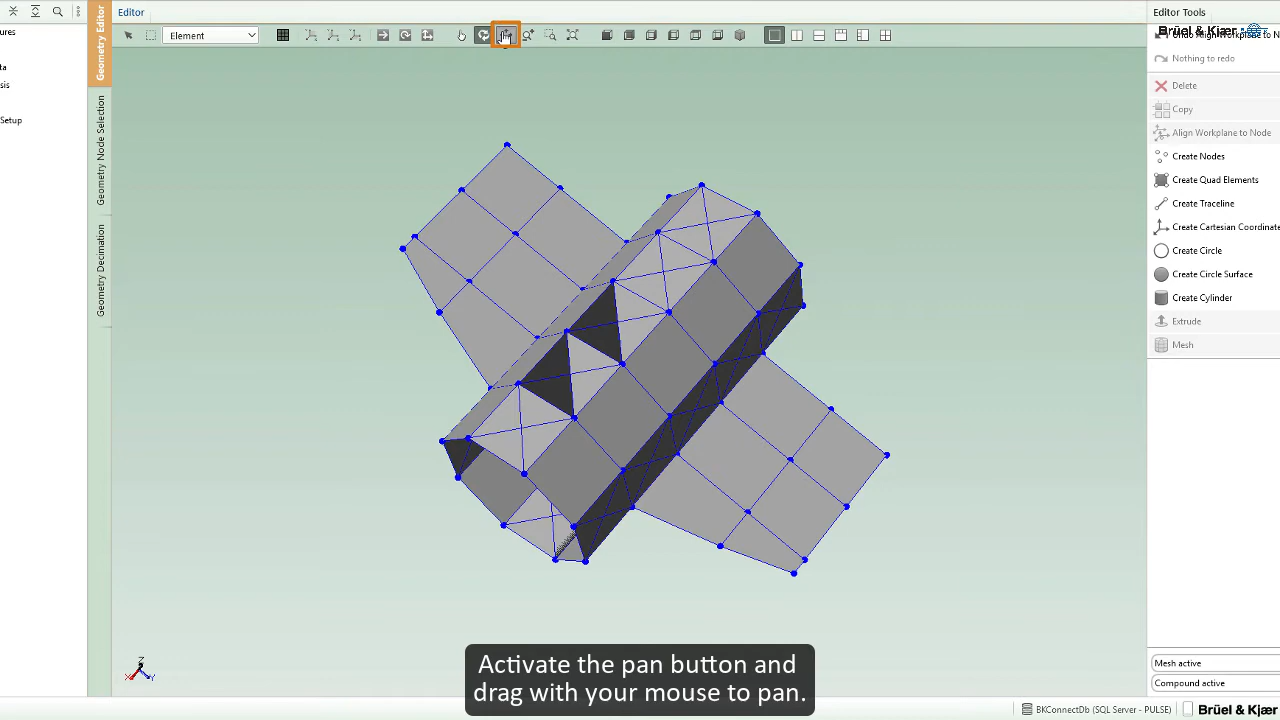 Editor
Editor Tools
ures
ta
sis
Setup
Geometry Editor
Geometry Node Selection
Geometry Decimation
Element
Brüel & Kjær
Nothing to redo
Delete
Copy
Align Workplane to Node
Create Nodes
Create Quad Elements
Create Traceline
Create Cartesian Coordinate
Create Circle
Create Circle Surface
Create Cylinder
Extrude
Mesh
Z
X
Y
Activate the pan button and
drag with your mouse to pan.
Mesh active
Compound active
BKConnectDb (SQL Server - PULSE)
Brüel & Kjær